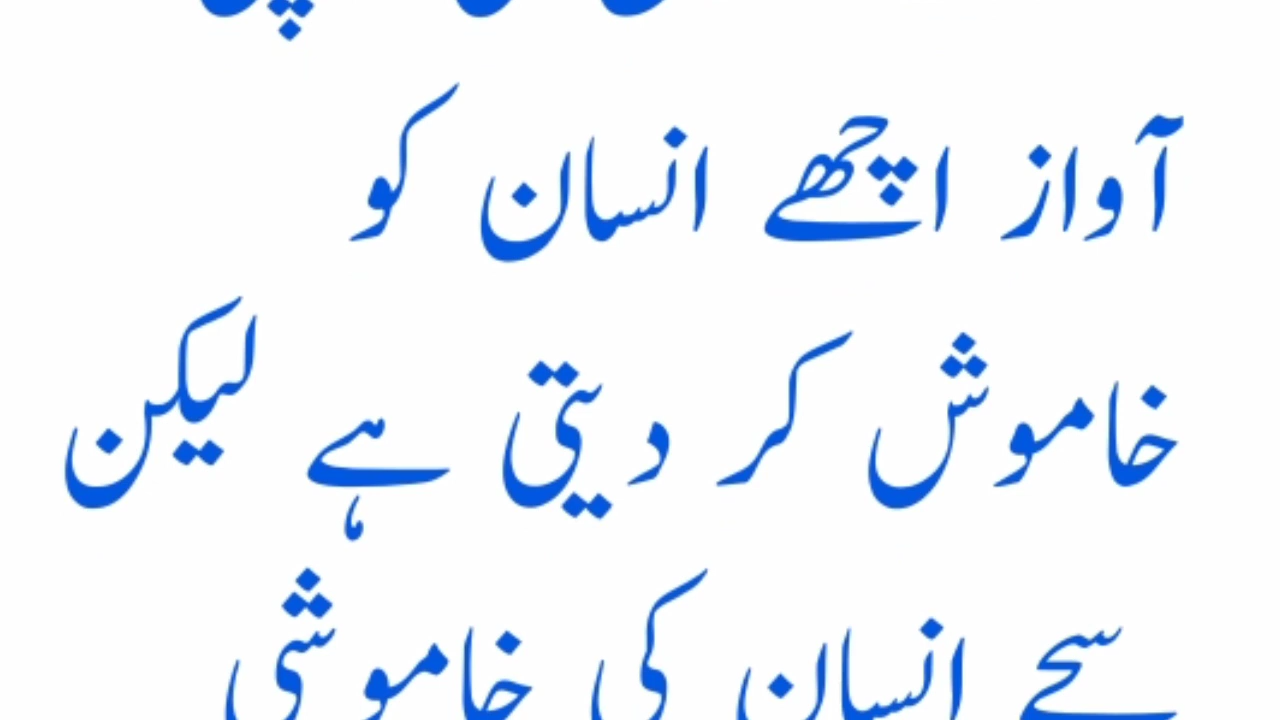 آواز اچھے انسان کو
خاموش کر دیتی ہے لیکن
سچے انسان کی خاموشی